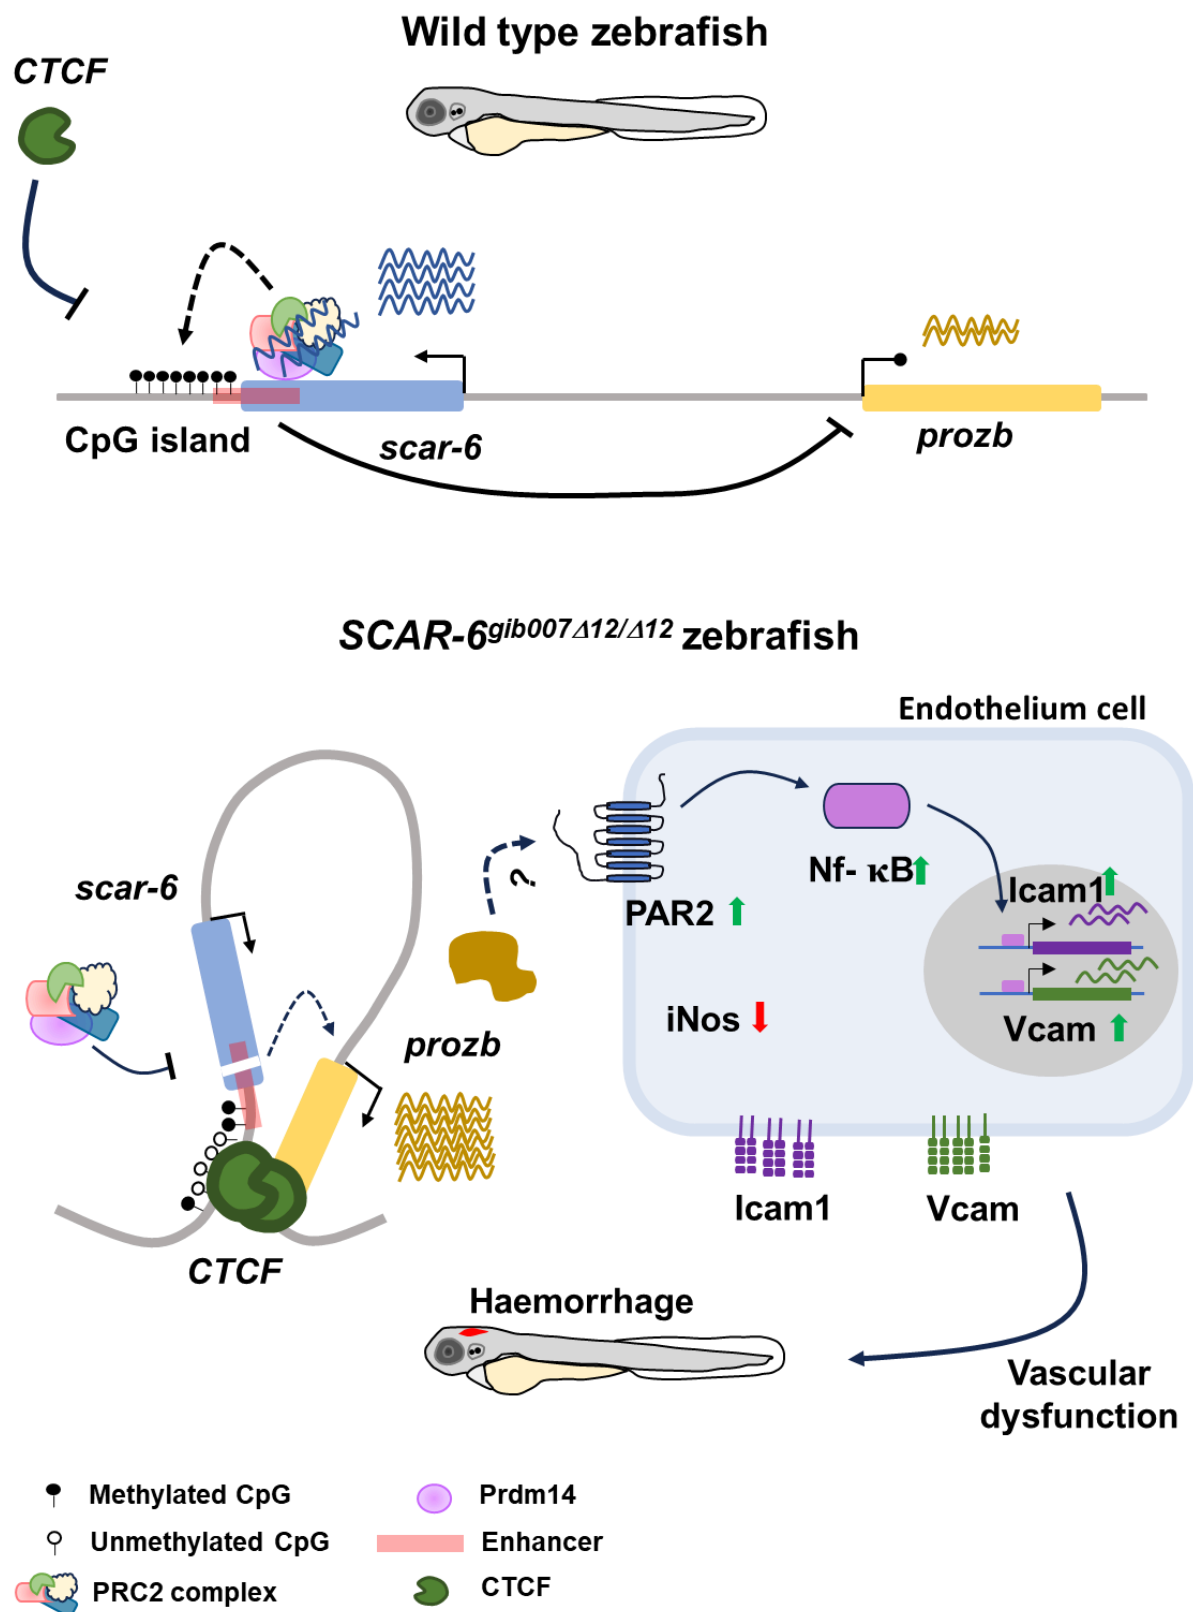 Wild type zebrafish
CTCF
CpG island
scar-6
prozb
SCAR-6gib007Δ12/Δ12 zebrafish
Endothelium cell
scar-6
?
PAR2
Nf- κB
Icam1
iNos
Vcam
prozb
CTCF
Icam1
Vcam
Haemorrhage
Vascular
dysfunction
Methylated CpG
Prdm14
Unmethylated CpG
Enhancer
PRC2 complex
CTCF